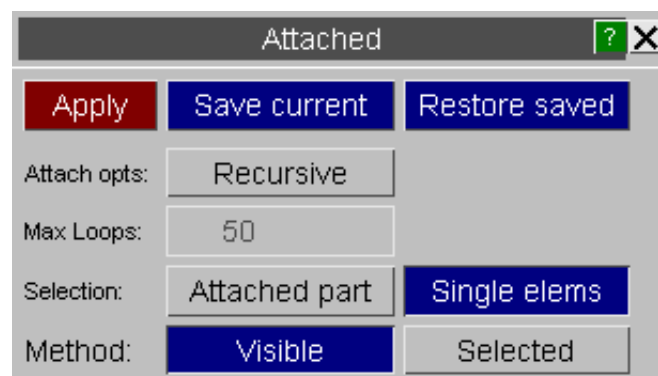 Attached ? X
Apply Save current Restore saved
Attach opts: Recursive
Max Loops: 50
Selection: Attached part Single elems
Method: Visible Selected